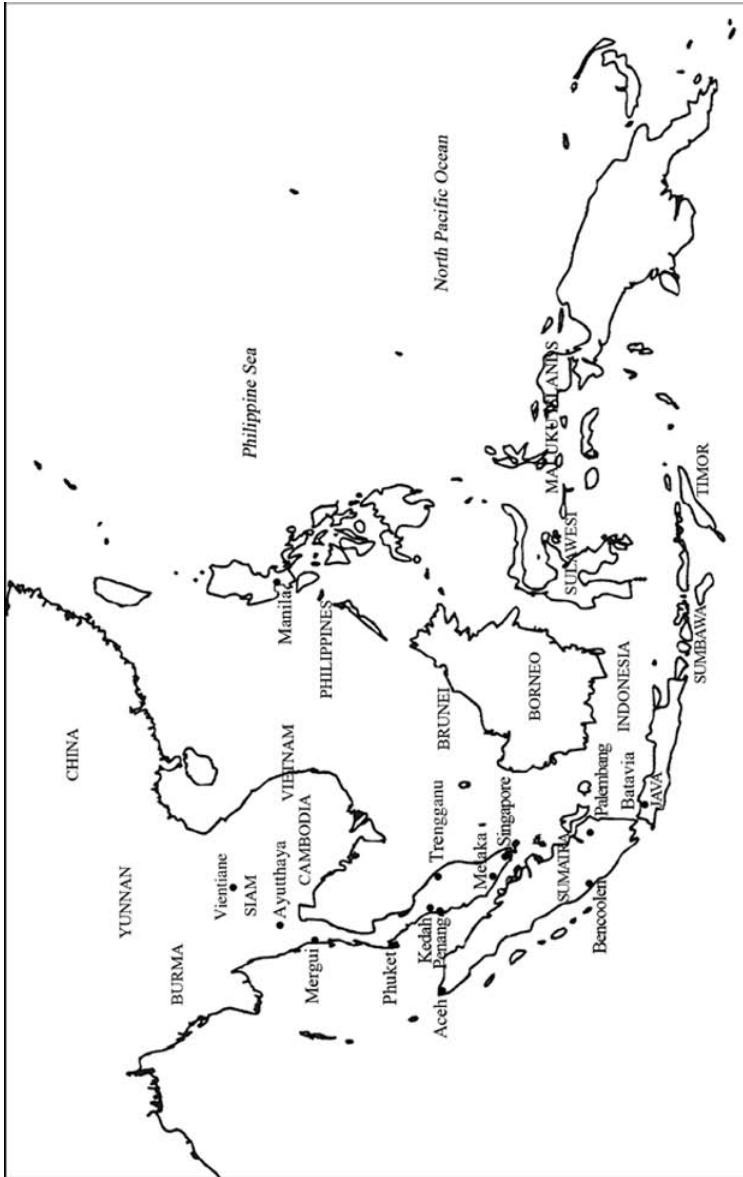 CHINA
YUNNAN
BURMA
Vientiane
SIAM
Ayutthaya
VIETNAM
CAMBODIA
Mergui
Phuket
Philippine Sea
Manila
PHILIPPINES
North Pacific Ocean
Kedah
Penang
Aceh
Trengganu
BRUNEI
Melaka
Singapore
BORNEO
SUMATRA
Bencoolen
Palembang
Batavia
JAVA
INDONESIA
SULAWESI
MALUKU ISLANDS
SUMBAWA
TIMOR